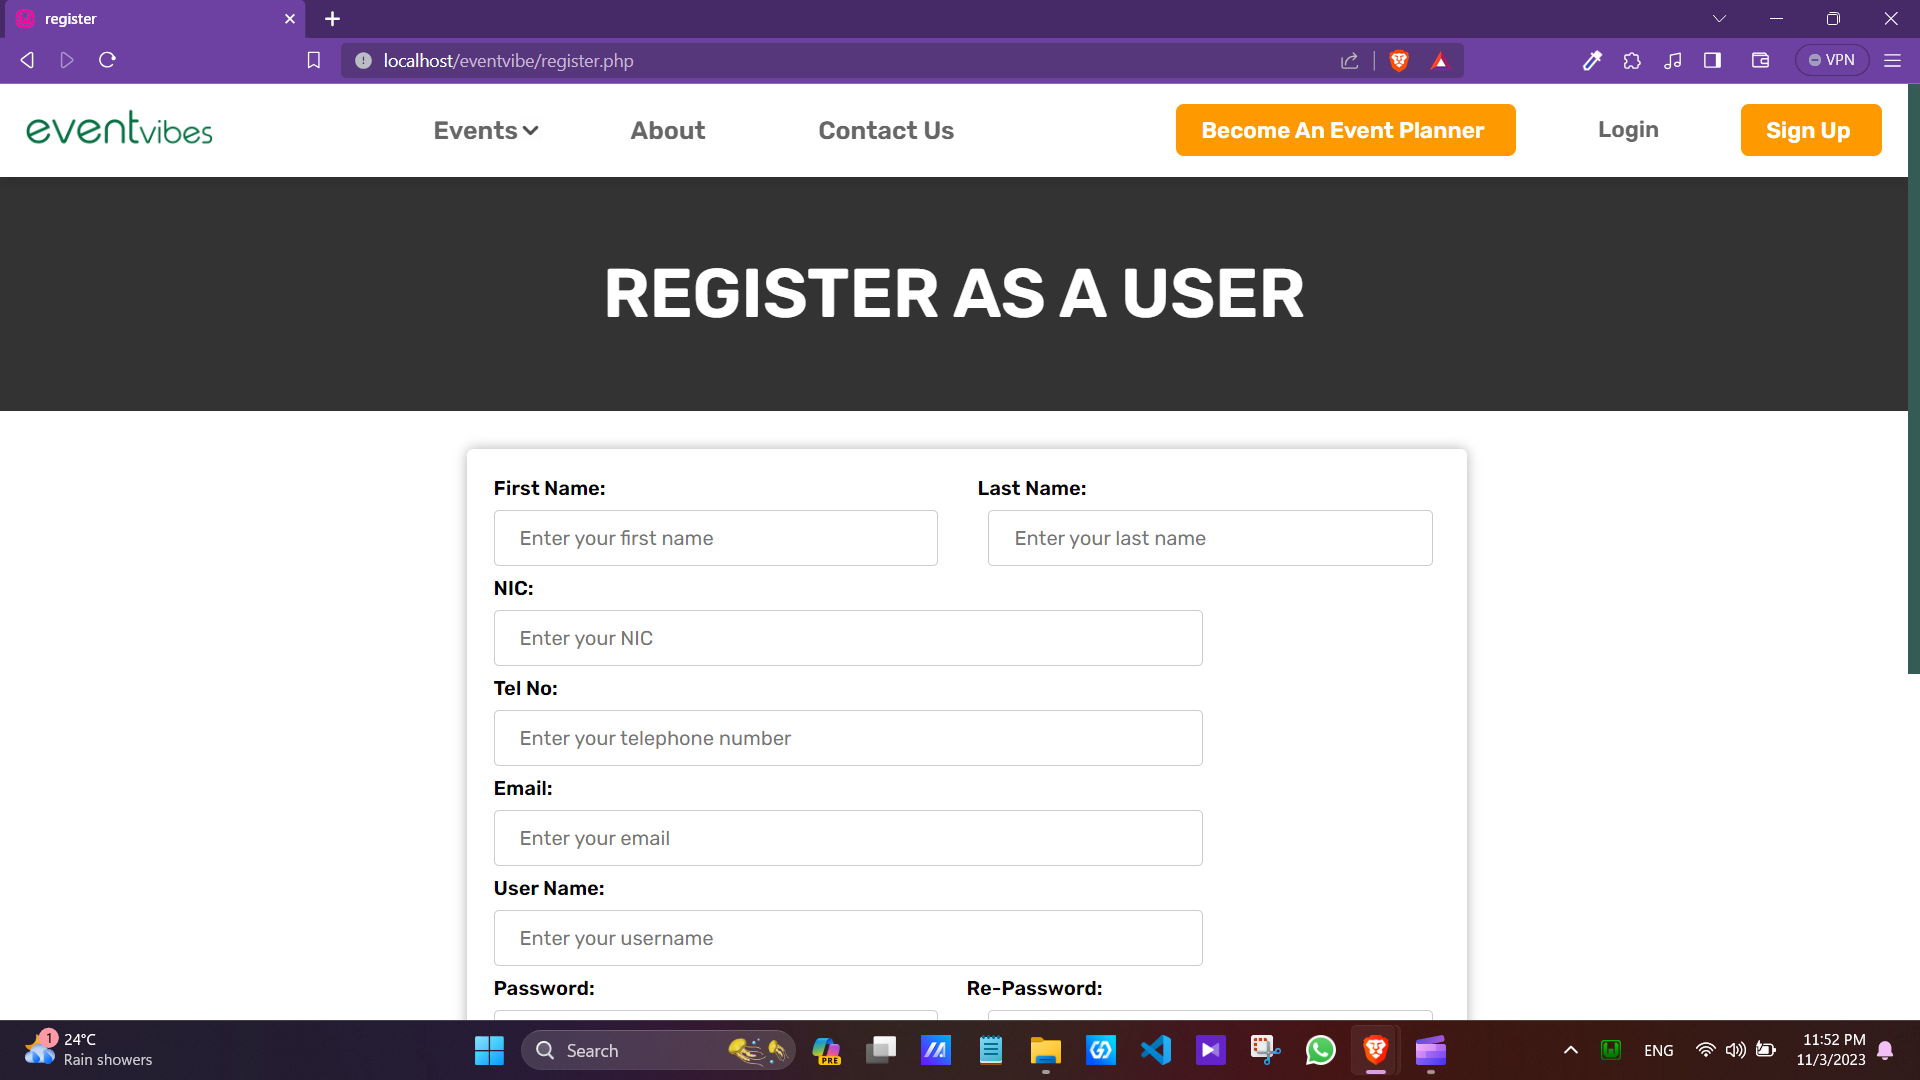 register
localhost/eventvibe/register.php
VPN
eventvibes
Events
About
Contact Us
Become An Event Planner
Login
Sign Up
REGISTER AS A USER
First Name:
Last Name:
Enter your first name
Enter your last name
NIC:
Enter your NIC
Tel No:
Enter your telephone number
Email:
Enter your email
User Name:
Enter your username
Password:
Re-Password:
1
24°C
Rain showers
Search
PRE
ENG
11:52 PM
11/3/2023